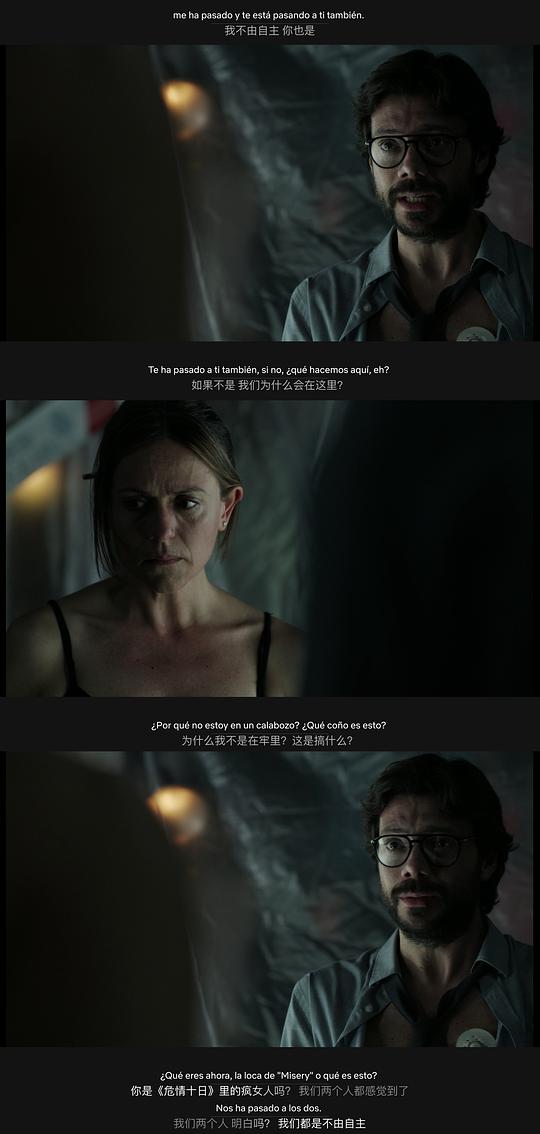 me ha pasado y te está pasando a ti también.
我不由自主 你也是
Te ha pasado a ti también, si no, ¿qué hacemos aquí, eh?
如果不是 我们为什么会在这里?
¿Por qué no estoy en un calabozo? ¿Qué coño es esto?
为什么我不是在牢里? 这是搞什么?
¿Qué eres ahora, la loca de "Misery" o qué es esto?
你是《危情十日》里的疯女人吗? 我们两个人都感觉到了
Nos ha pasado a los dos.
我们两个人 明白吗? 我们都是不由自主